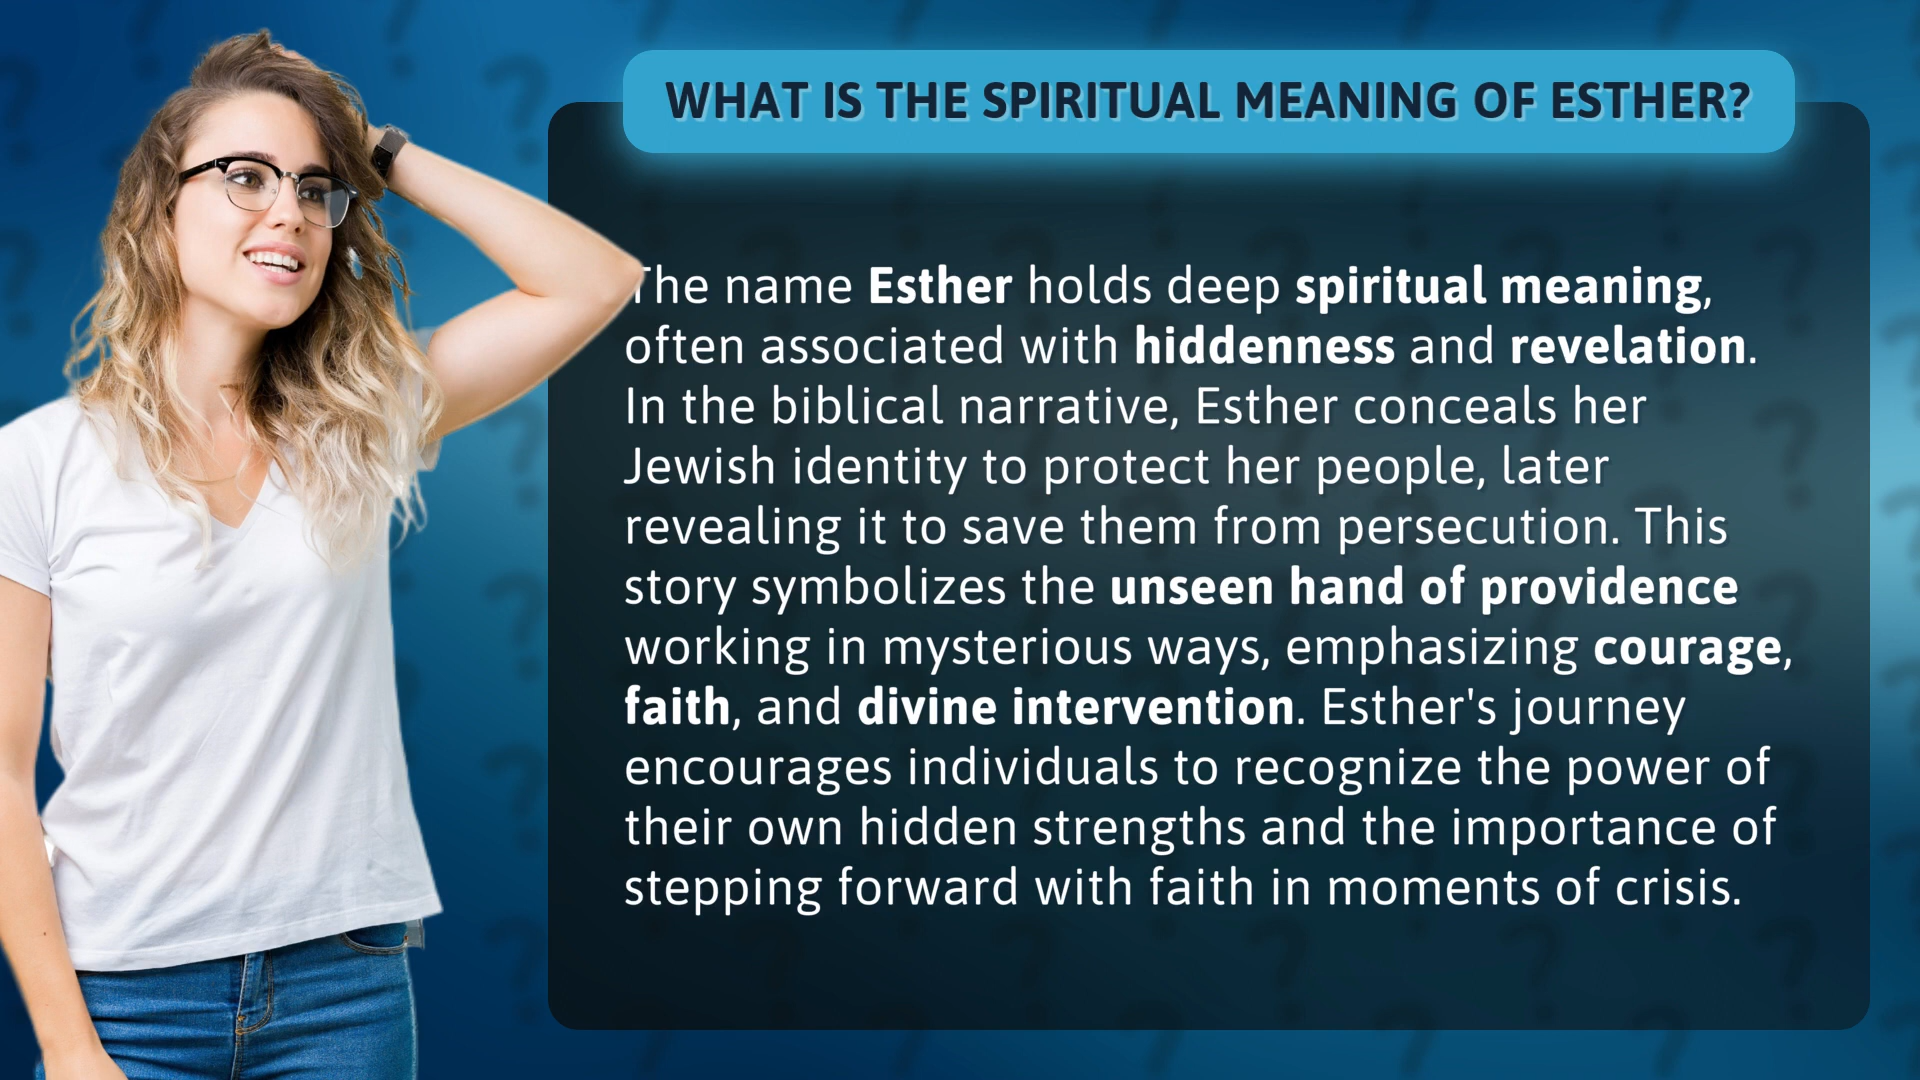 WHAT IS THE SPIRITUAL MEANING OF ESTHER?
The name Esther holds deep spiritual meaning,
often associated with hiddenness and revelation.
In the biblical narrative, Esther conceals her
Jewish identity to protect her people, later
revealing it to save them from persecution. This
story symbolizes the unseen hand of providence
working in mysterious ways, emphasizing courage,
faith, and divine intervention. Esther's journey
encourages individuals to recognize the power of
their own hidden strengths and the importance of
stepping forward with faith in moments of crisis.